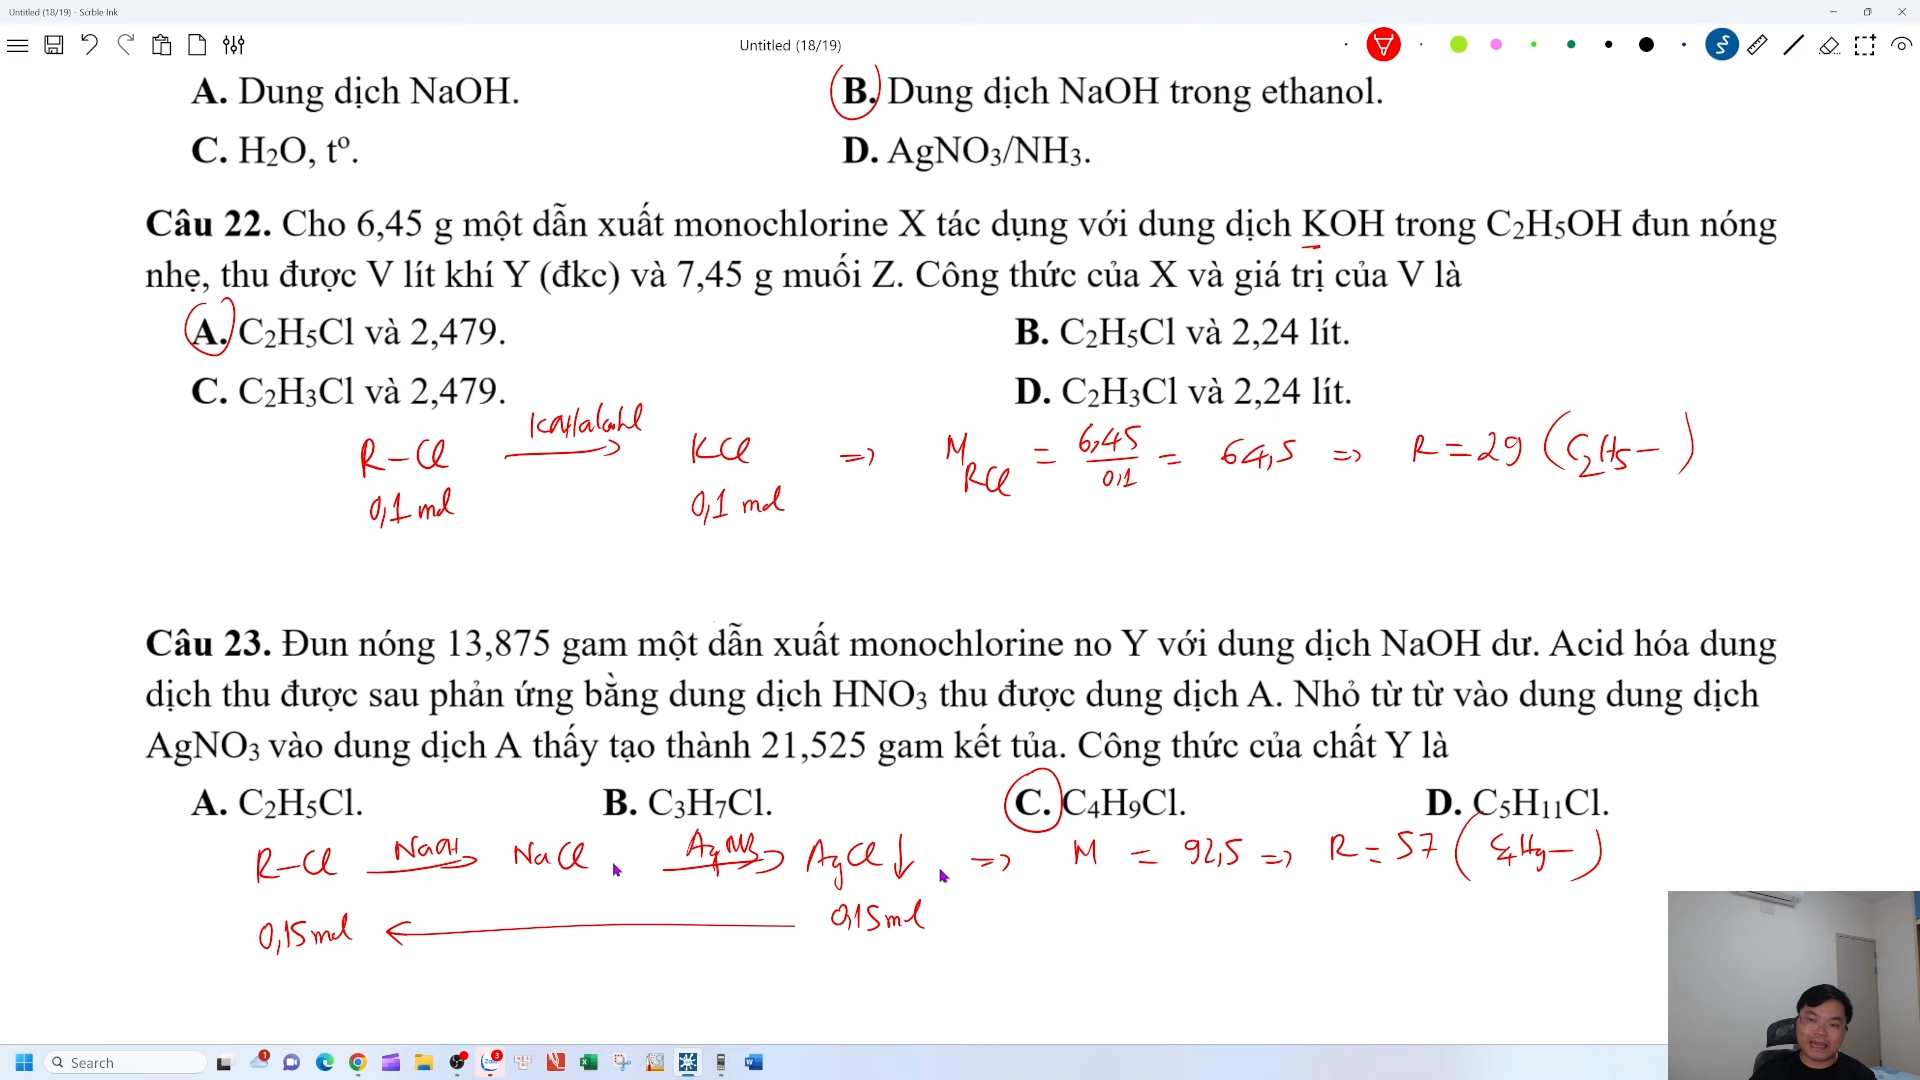 Untitled (18/19) - Scrble Ink
Untitled (18/19)
A. Dung dịch NaOH.
B. Dung dịch NaOH trong ethanol.
C. H₂O, tº.
D. AgNO₃/NH₃.
Câu 22. Cho 6,45 g một dẫn xuất monochlorine X tác dụng với dung dịch KOH trong C₂H₅OH đun nóng
nhẹ, thu được V lít khí Y (đkc) và 7,45 g muối Z. Công thức của X và giá trị của V là
A. C₂H₅Cl và 2,479.
B. C₂H₅Cl và 2,24 lít.
C. C₂H₃Cl và 2,479.
D. C₂H₃Cl và 2,24 lít.
R-Cl → KCl => M RCl = 6,45/0,1 = 64,5 => R = 29 (C₂H₅-)
0,1 mol 0,1 mol
Câu 23. Đun nóng 13,875 gam một dẫn xuất monochlorine no Y với dung dịch NaOH dư. Acid hóa dung
dịch thu được sau phản ứng bằng dung dịch HNO₃ thu được dung dịch A. Nhỏ từ từ vào dung dung dịch
AgNO₃ vào dung dịch A thấy tạo thành 21,525 gam kết tủa. Công thức của chất Y là
A. C₂H₅Cl.
B. C₃H₇Cl.
C. C₄H₉Cl.
D. C₅H₁₁Cl.
NaOH AgNO₃
R-Cl → NaCl → AgCl ↓ => M = 92,5 => R = 57 (C₄H₉-)
0,15 mol ← 0,15 mol
Search